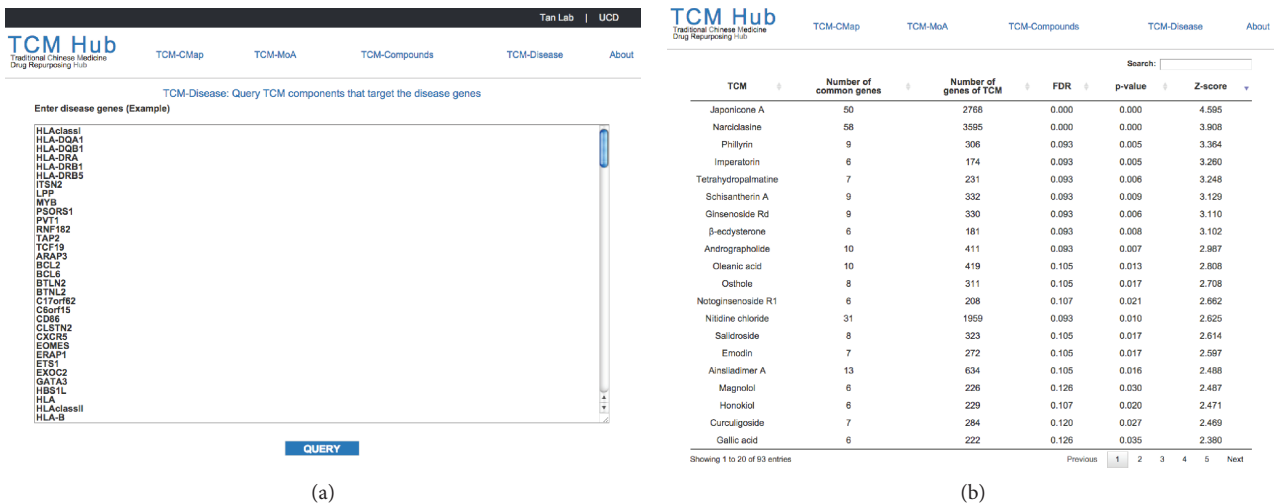 Tan Lab | UCD
TCM Hub
Traditional Chinese Medicine
Drug Repurposing Hub
TCM-CMap TCM-MoA TCM-Compounds TCM-Disease About
TCM-Disease: Query TCM components that target the disease genes
Enter disease genes (Example)
HLAclassI
HLA-DQA1
HLA-DQB1
HLA-DRA
HLA-DRB1
HLA-DRB5
ITSN2
LPP
MYB
PSORS1
PVT1
RNF182
TAP2
TCF19
ARAP3
BCL2
BCL6
BTLN2
BTNL2
C17orf62
C6orf15
CD86
CLSTN2
CXCR5
EOMES
ERAP1
ETS1
EXOC2
GATA3
HBS1L
HLA
HLAclassII
HLA-B
QUERY
(a)
TCM Hub
Traditional Chinese Medicine
Drug Repurposing Hub
TCM-CMap TCM-MoA TCM-Compounds TCM-Disease About
Search:
TCM Number of common genes Number of genes of TCM FDR p-value Z-score
Japonicone A 50 2768 0.000 0.000 4.595
Narciclasine 58 3595 0.000 0.000 3.908
Phillyrin 9 306 0.093 0.005 3.364
Imperatorin 6 174 0.093 0.005 3.260
Tetrahydropalmatine 7 231 0.093 0.006 3.248
Schisantherin A 9 332 0.093 0.009 3.129
Ginsenoside Rd 9 330 0.093 0.006 3.110
β-ecdysterone 6 181 0.093 0.008 3.102
Andrographolide 10 411 0.093 0.007 2.987
Oleanic acid 10 419 0.105 0.013 2.808
Osthole 8 311 0.105 0.017 2.708
Notoginsenoside R1 6 208 0.107 0.021 2.662
Nitidine chloride 31 1959 0.093 0.010 2.625
Salidroside 8 323 0.105 0.017 2.614
Emodin 7 272 0.105 0.017 2.597
Ainsliadimer A 13 634 0.105 0.016 2.488
Magnolol 6 226 0.126 0.030 2.487
Honokiol 6 229 0.107 0.020 2.471
Curculigoside 7 284 0.120 0.027 2.469
Gallic acid 6 222 0.126 0.035 2.380
Showing 1 to 20 of 93 entries Previous 1 2 3 4 5 Next
(b)